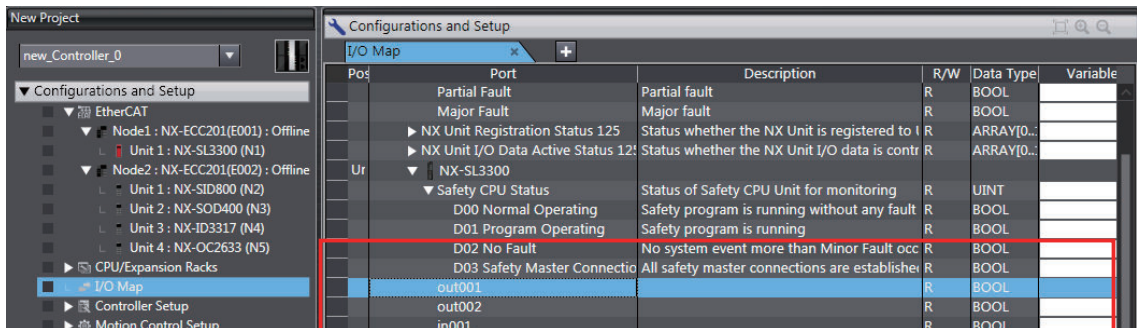 New Project
new_Controller_0
Configurations and Setup
EtherCAT
Node1 : NX-ECC201(E001) : Offline
Unit 1 : NX-SL3300 (N1)
Node2 : NX-ECC201(E002) : Offline
Unit 1 : NX-SID800 (N2)
Unit 2 : NX-SOD400 (N3)
Unit 3 : NX-ID3317 (N4)
Unit 4 : NX-OC2633 (N5)
CPU/Expansion Racks
I/O Map
Controller Setup
Motion Control Setup
Configurations and Setup
I/O Map
Pos Port Description R/W Data Type Variable
Partial Fault Partial fault R BOOL
Major Fault Major fault R BOOL
NX Unit Registration Status 125 Status whether the NX Unit is registered to R ARRAY[0..
NX Unit I/O Data Active Status 12 Status whether the NX Unit I/O data is contr R ARRAY[0..
Ur NX-SL3300
Safety CPU Status Status of Safety CPU Unit for monitoring R UINT
D00 Normal Operating Safety program is running without any fault R BOOL
D01 Program Operating Safety program is running R BOOL
D02 No Fault No system event more than Minor Fault occ R BOOL
D03 Safety Master Connectio All safety master connections are establishe R BOOL
out001 R BOOL
out002 R BOOL
in001 R BOOL